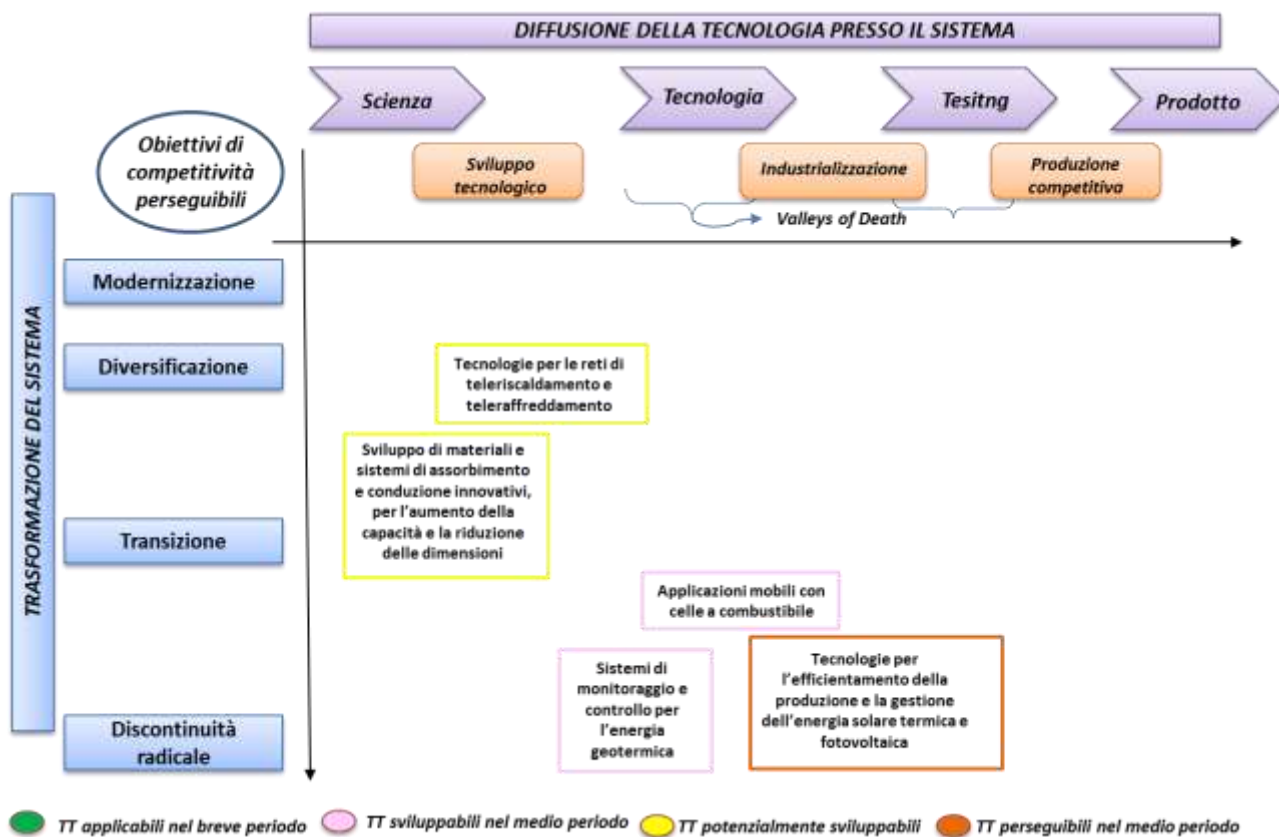 DIFFUSIONE DELLA TECNOLOGIA PRESSO IL SISTEMA
Scienza
Tecnologia
Tesitng
Prodotto
Obiettivi di
competitività
perseguibili
Sviluppo
tecnologico
Industrializzazione
Produzione
competitiva
Valleys of Death
TRASFORMAZIONE DEL SISTEMA
Modernizzazione
Diversificazione
Tecnologie per le reti di
teleriscaldamento e
teleraffreddamento
Sviluppo di materiali e
sistemi di assorbimento
e conduzione innovativi,
per l'aumento della
capacità e la riduzione
delle dimensioni
Transizione
Applicazioni mobili con
celle a combustibile
Sistemi di
monitoraggio e
controllo per
l'energia
geotermica
Tecnologie per
l'efficientamento della
produzione e la gestione
dell'energia solare termica e
fotovoltaica
Discontinuità
radicale
TT applicabili nel breve periodo
TT sviluppabili nel medio periodo
TT potenzialmente sviluppabili
TT perseguibili nel medio periodo